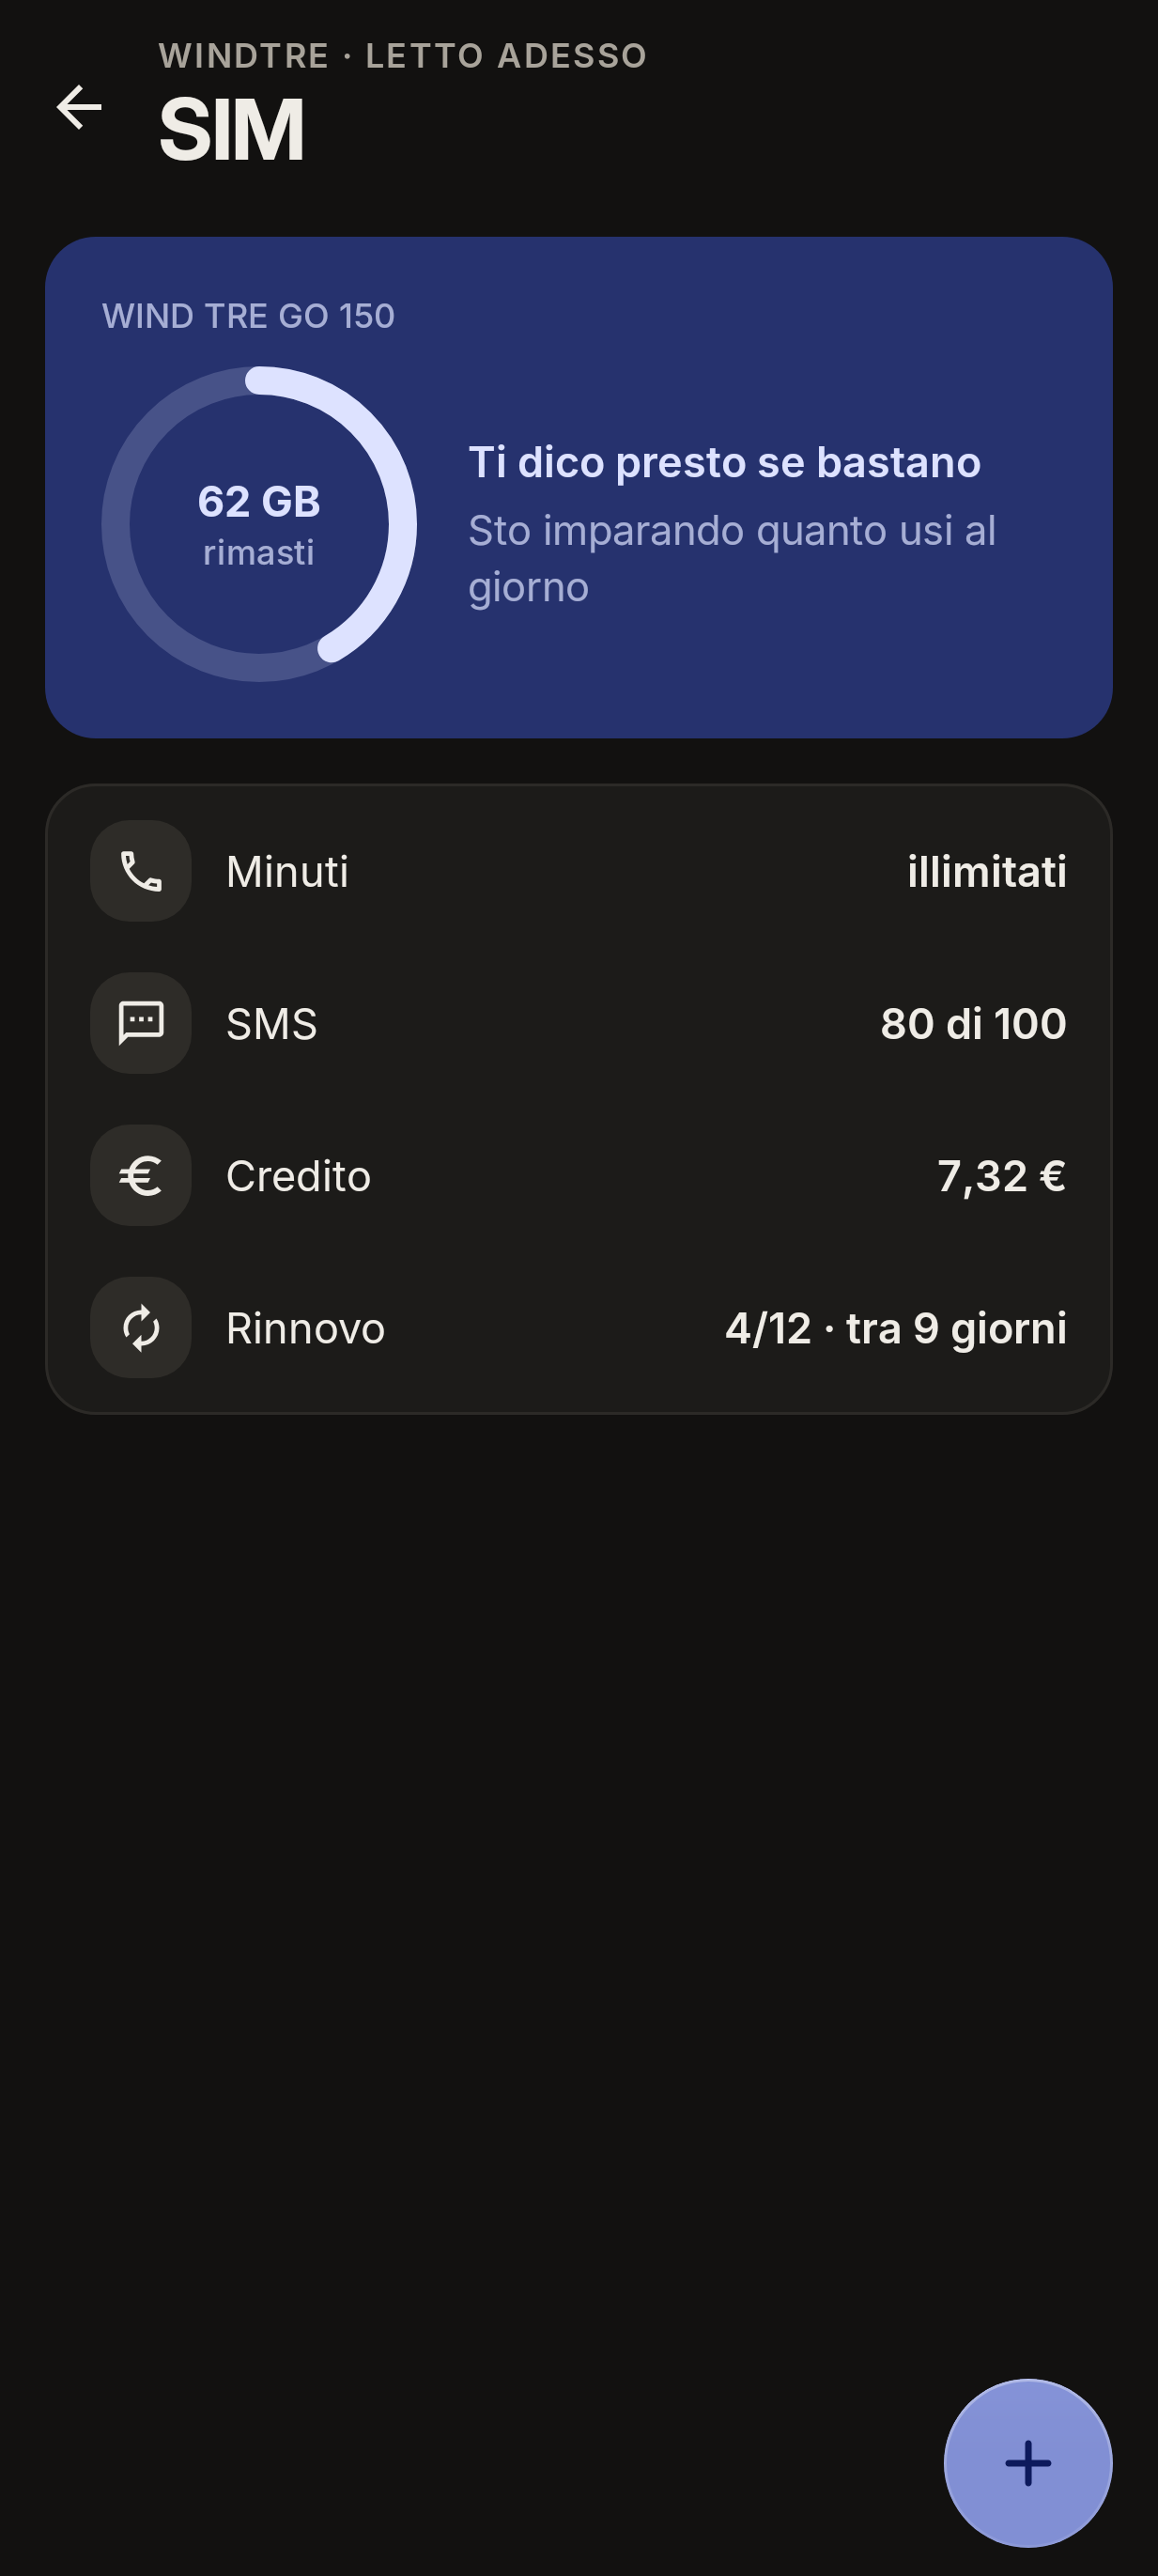 WINDTRE · LETTO ADESSO
SIM
WIND TRE GO 150
62 GB
rimasti
Ti dico presto se bastano
Sto imparando quanto usi al
giorno
Minuti
illimitati
SMS
80 di 100
Credito
7,32 €
Rinnovo
4/12 · tra 9 giorni